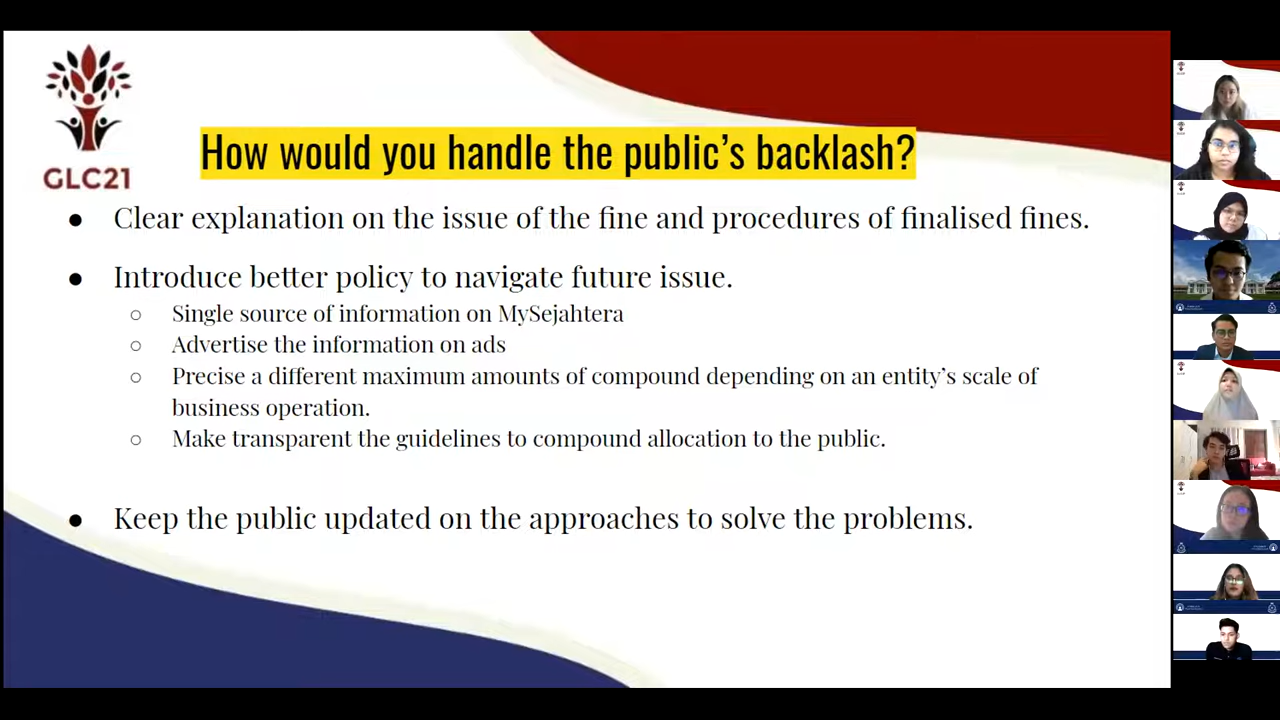 GLC21
How would you handle the public's backlash?
● Clear explanation on the issue of the fine and procedures of finalised fines.
● Introduce better policy to navigate future issue.
○ Single source of information on MySejahtera
○ Advertise the information on ads
○ Precise a different maximum amounts of compound depending on an entity's scale of
business operation.
○ Make transparent the guidelines to compound allocation to the public.
● Keep the public updated on the approaches to solve the problems.